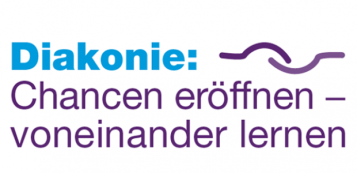 Diakonie:
Chancen eröffnen –
voneinander lernen